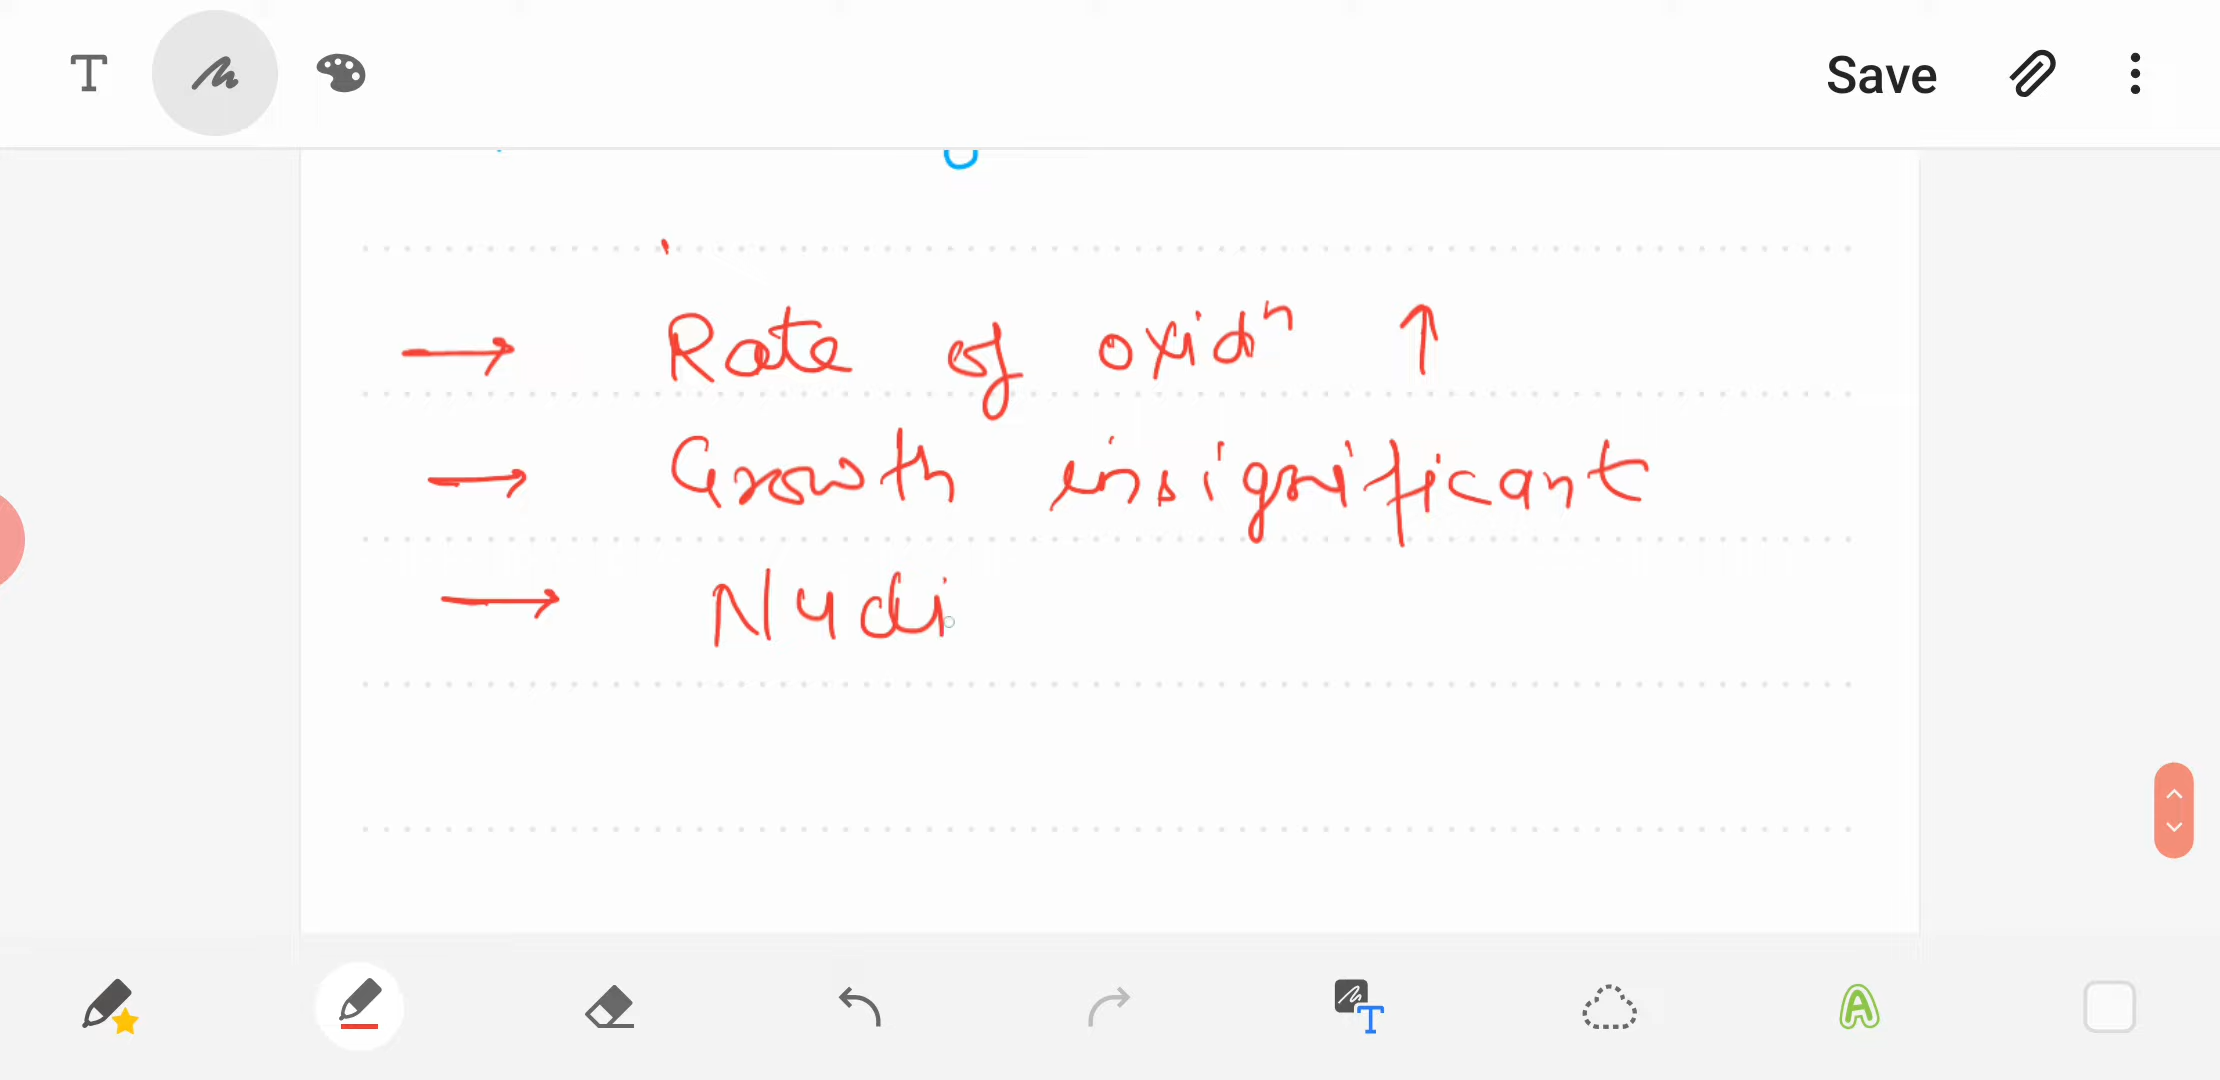 Save
→ Rate of oxidⁿ ↑
→ Growth insignificant
→ Nucli